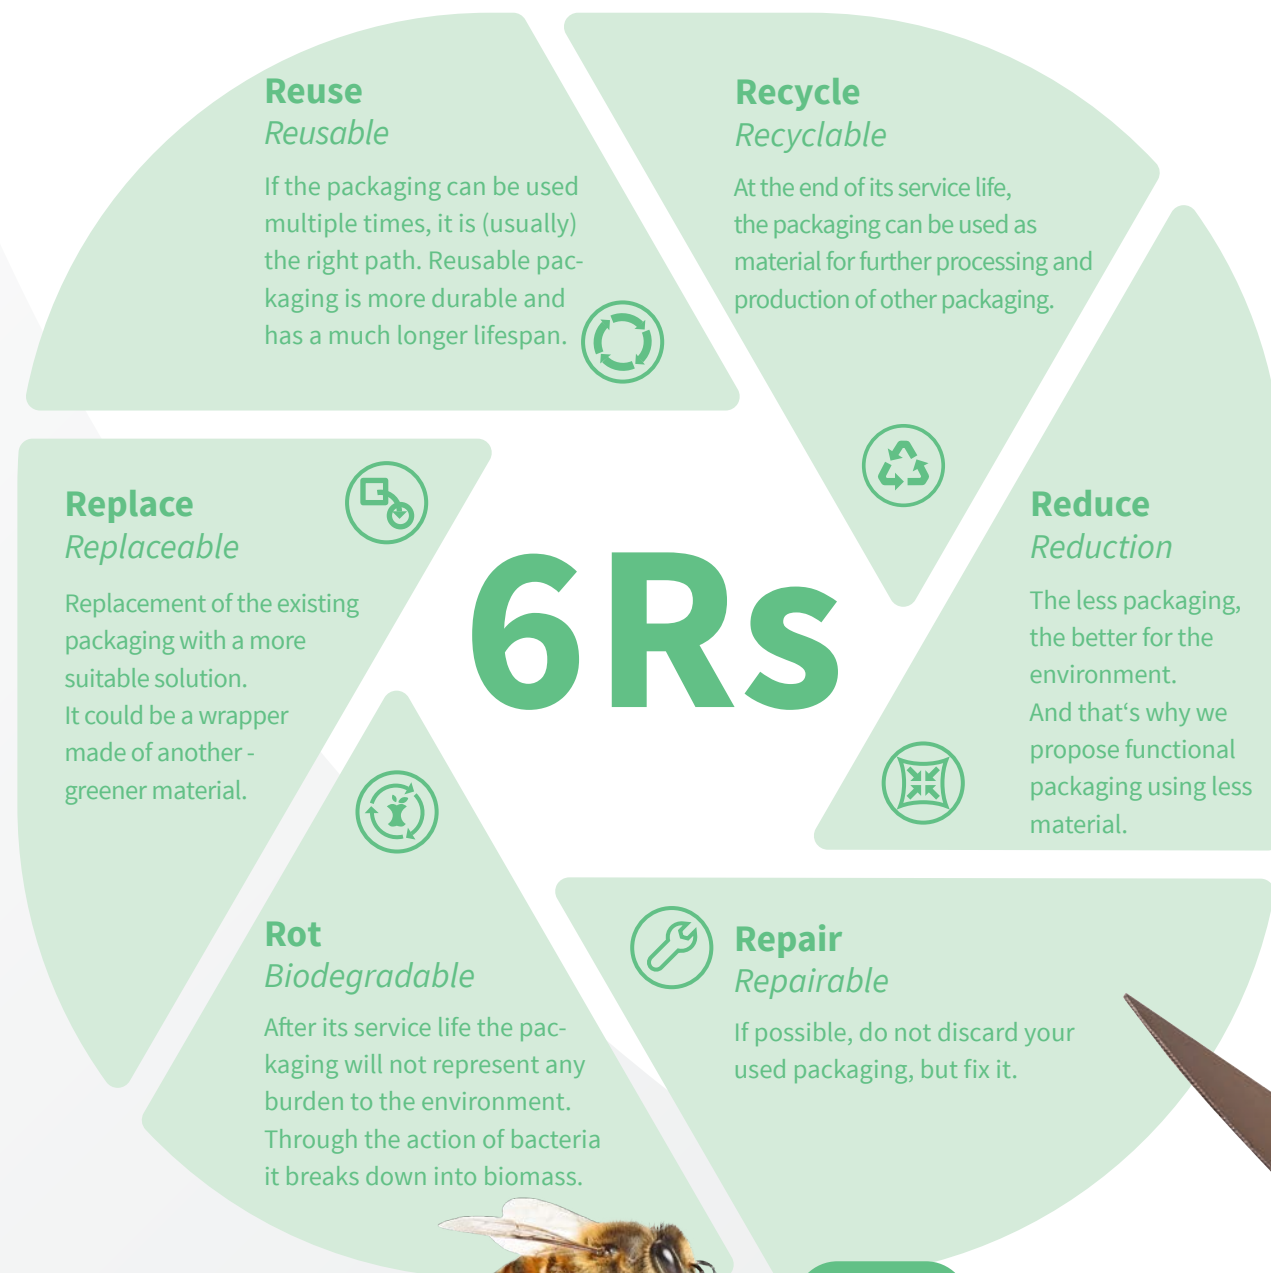 Reuse
Reusable
If the packaging can be used
multiple times, it is (usually)
the right path. Reusable pac-
kaging is more durable and
has a much longer lifespan.
Recycle
Recyclable
At the end of its service life,
the packaging can be used as
material for further processing and
production of other packaging.
Replace
Replaceable
Replacement of the existing
packaging with a more
suitable solution.
It could be a wrapper
made of another -
greener material.
6Rs
Reduce
Reduction
The less packaging,
the better for the
environment.
And that‘s why we
propose functional
packaging using less
material.
Rot
Biodegradable
After its service life the pac-
kaging will not represent any
burden to the environment.
Through the action of bacteria
it breaks down into biomass.
Repair
Repairable
If possible, do not discard your
used packaging, but fix it.